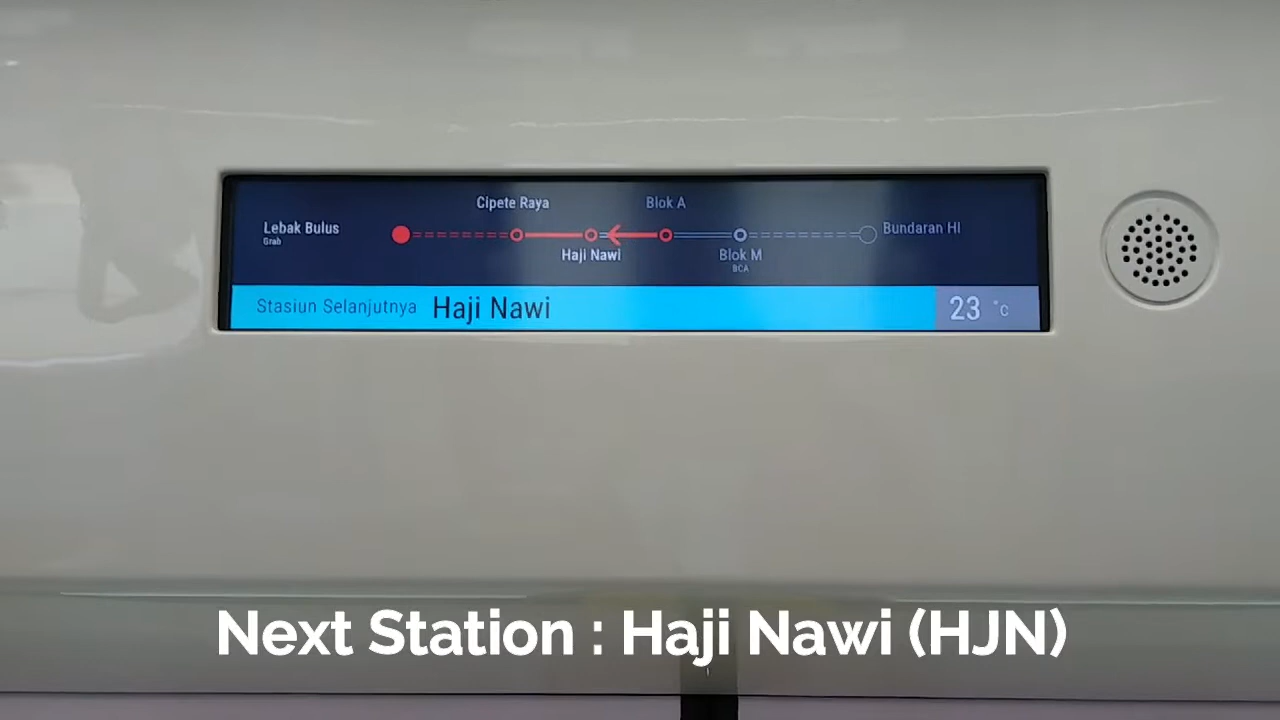 Cipete Raya
Blok A
Lebak Bulus
Grab
Bundaran HI
Haji Nawi
Blok M
BCA
Stasiun Selanjutnya Haji Nawi
23 °C
Next Station : Haji Nawi (HJN)